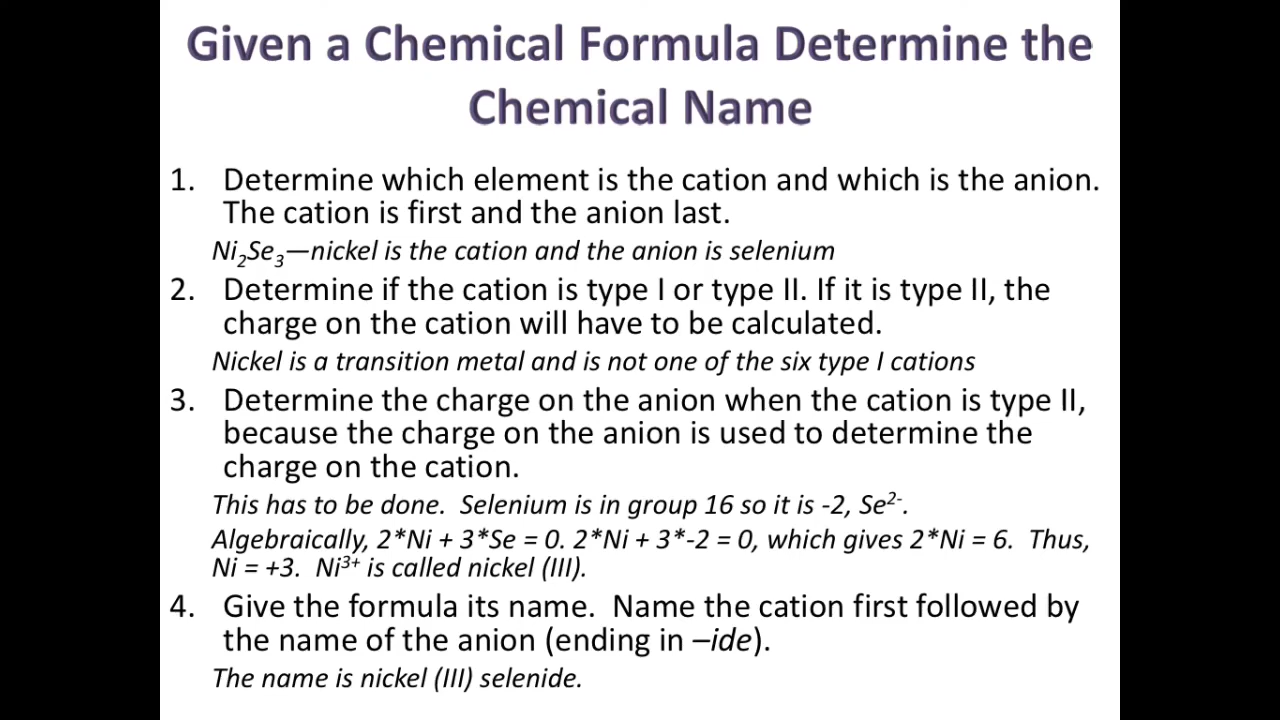 Given a Chemical Formula Determine the
Chemical Name
1. Determine which element is the cation and which is the anion.
The cation is first and the anion last.
Ni₂Se₃—nickel is the cation and the anion is selenium
2. Determine if the cation is type I or type II. If it is type II, the
charge on the cation will have to be calculated.
Nickel is a transition metal and is not one of the six type I cations
3. Determine the charge on the anion when the cation is type II,
because the charge on the anion is used to determine the
charge on the cation.
This has to be done. Selenium is in group 16 so it is -2, Se²⁻.
Algebraically, 2*Ni + 3*Se = 0. 2*Ni + 3*-2 = 0, which gives 2*Ni = 6. Thus,
Ni = +3. Ni³⁺ is called nickel (III).
4. Give the formula its name. Name the cation first followed by
the name of the anion (ending in –ide).
The name is nickel (III) selenide.